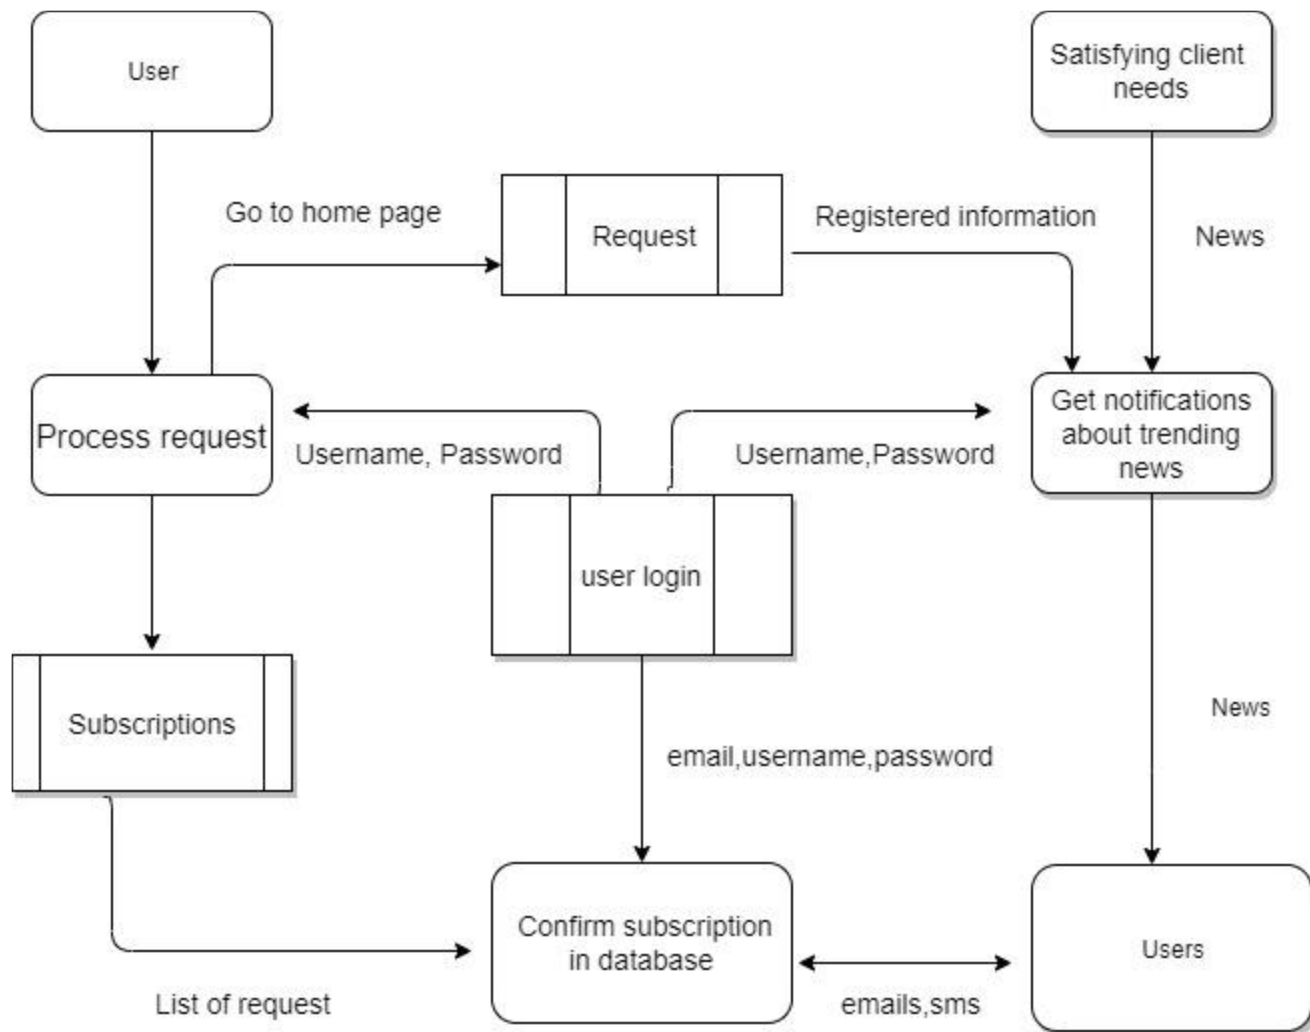 User
Satisfying client
needs
Go to home page
Request
Registered information
News
Process request
Username, Password
Username,Password
Get notifications
about trending
news
user login
Subscriptions
News
email,username,password
Confirm subscription
in database
Users
List of request
emails,sms